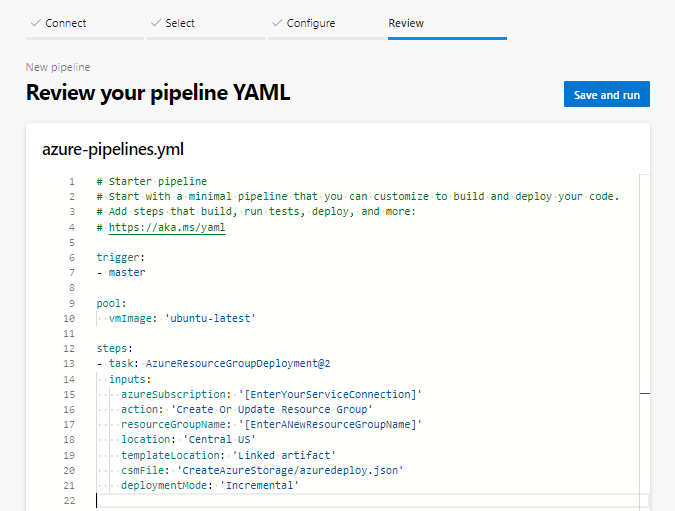 Connect Select Configure Review
New pipeline
Review your pipeline YAML
Save and run
azure-pipelines.yml
1 # Starter pipeline
2 # Start with a minimal pipeline that you can customize to build and deploy your code.
3 # Add steps that build, run tests, deploy, and more:
4 # https://aka.ms/yaml
5
6 trigger:
7 - master
8
9 pool:
10   vmImage: 'ubuntu-latest'
11
12 steps:
13 - task: AzureResourceGroupDeployment@2
14   inputs:
15     azureSubscription: '[EnterYourServiceConnection]'
16     action: 'Create Or Update Resource Group'
17     resourceGroupName: '[EnterANewResourceGroupName]'
18     location: 'Central US'
19     templateLocation: 'Linked artifact'
20     csmFile: 'CreateAzureStorage/azuredeploy.json'
21     deploymentMode: 'Incremental'
22